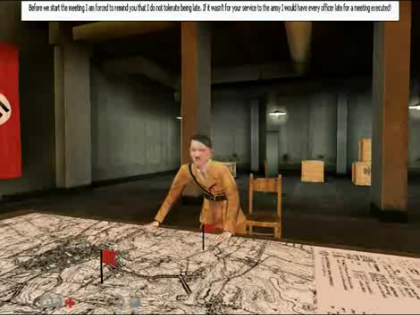 Before we start the meeting I am forced to remind you that I do not tolerate being late. If it wasn't for your service to the army I would have every officer late for a meeting executed!